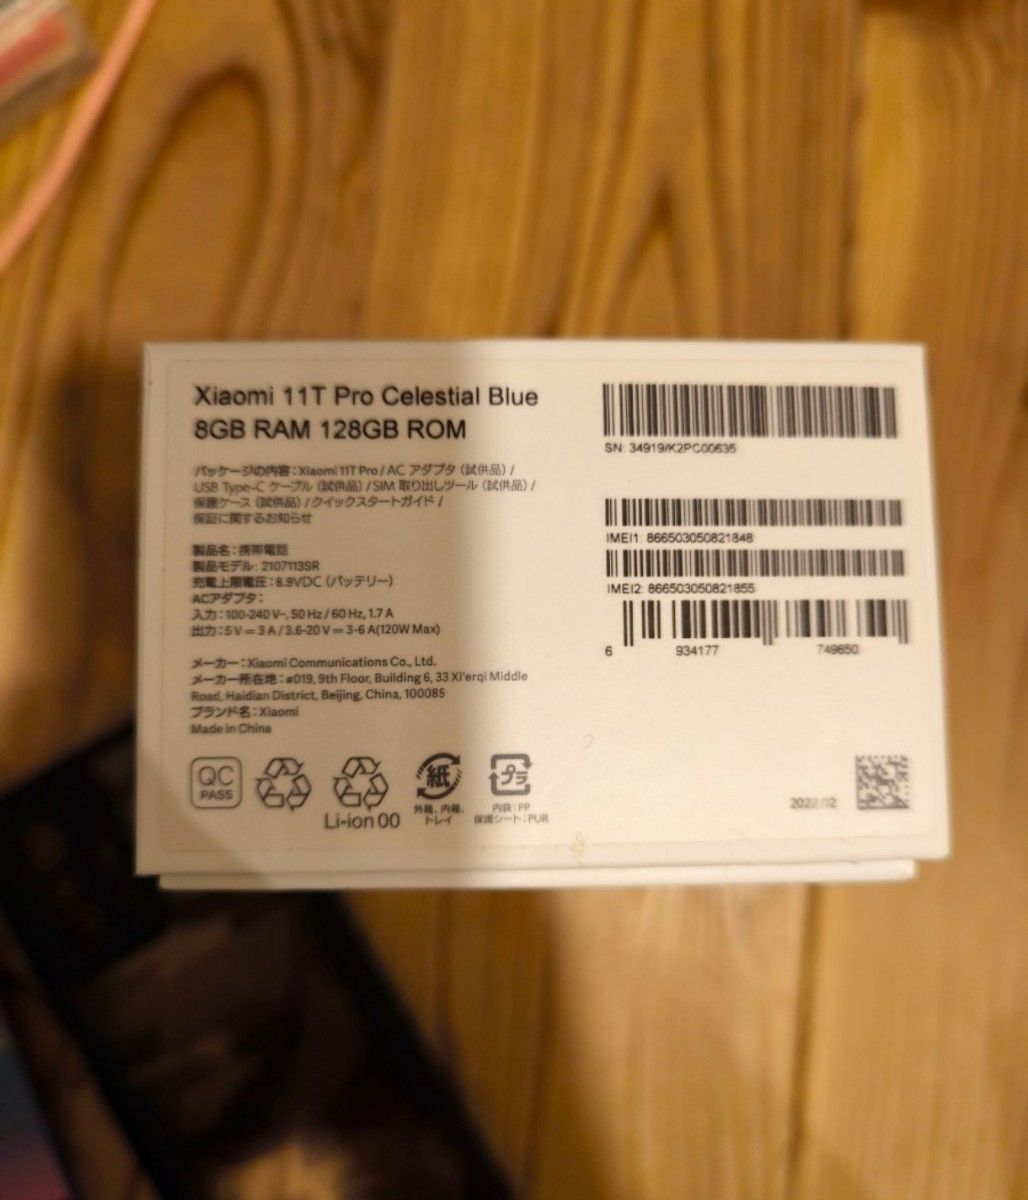 Xiaomi 11T Pro Celestial Blue
8GB RAM 128GB ROM
パッケージの内容：Xiaomi 11T Pro / AC アダプタ（試供品）/
USB Type-C ケーブル（試供品）/ SIM 取り出しツール（試供品）/
保護ケース（試供品）/ クイックスタートガイド /
保証に関するお知らせ
製品名：携帯電話
製品モデル: 2107113SR
充電上限電圧：8.9VDC（バッテリー）
ACアダプタ：
入力：100-240 V~, 50 Hz / 60 Hz, 1.7 A
出力：5 V ⎓ 3 A / 3.6-20 V ⎓ 3-6 A(120W Max)
メーカー：Xiaomi Communications Co., Ltd.
メーカー所在地：#019, 9th Floor, Building 6, 33 Xi'erqi Middle
Road, Haidian District, Beijing, China, 100085
ブランド名：Xiaomi
Made in China
QC
PASS
Li-ion 00
紙
外箱、内箱、
トレイ
プラ
内袋：PP
保護シート：PUR
SN: 34919/K2PC00635
IMEI1: 866503050821848
IMEI2: 866503050821855
6 934177 749650
2022.02